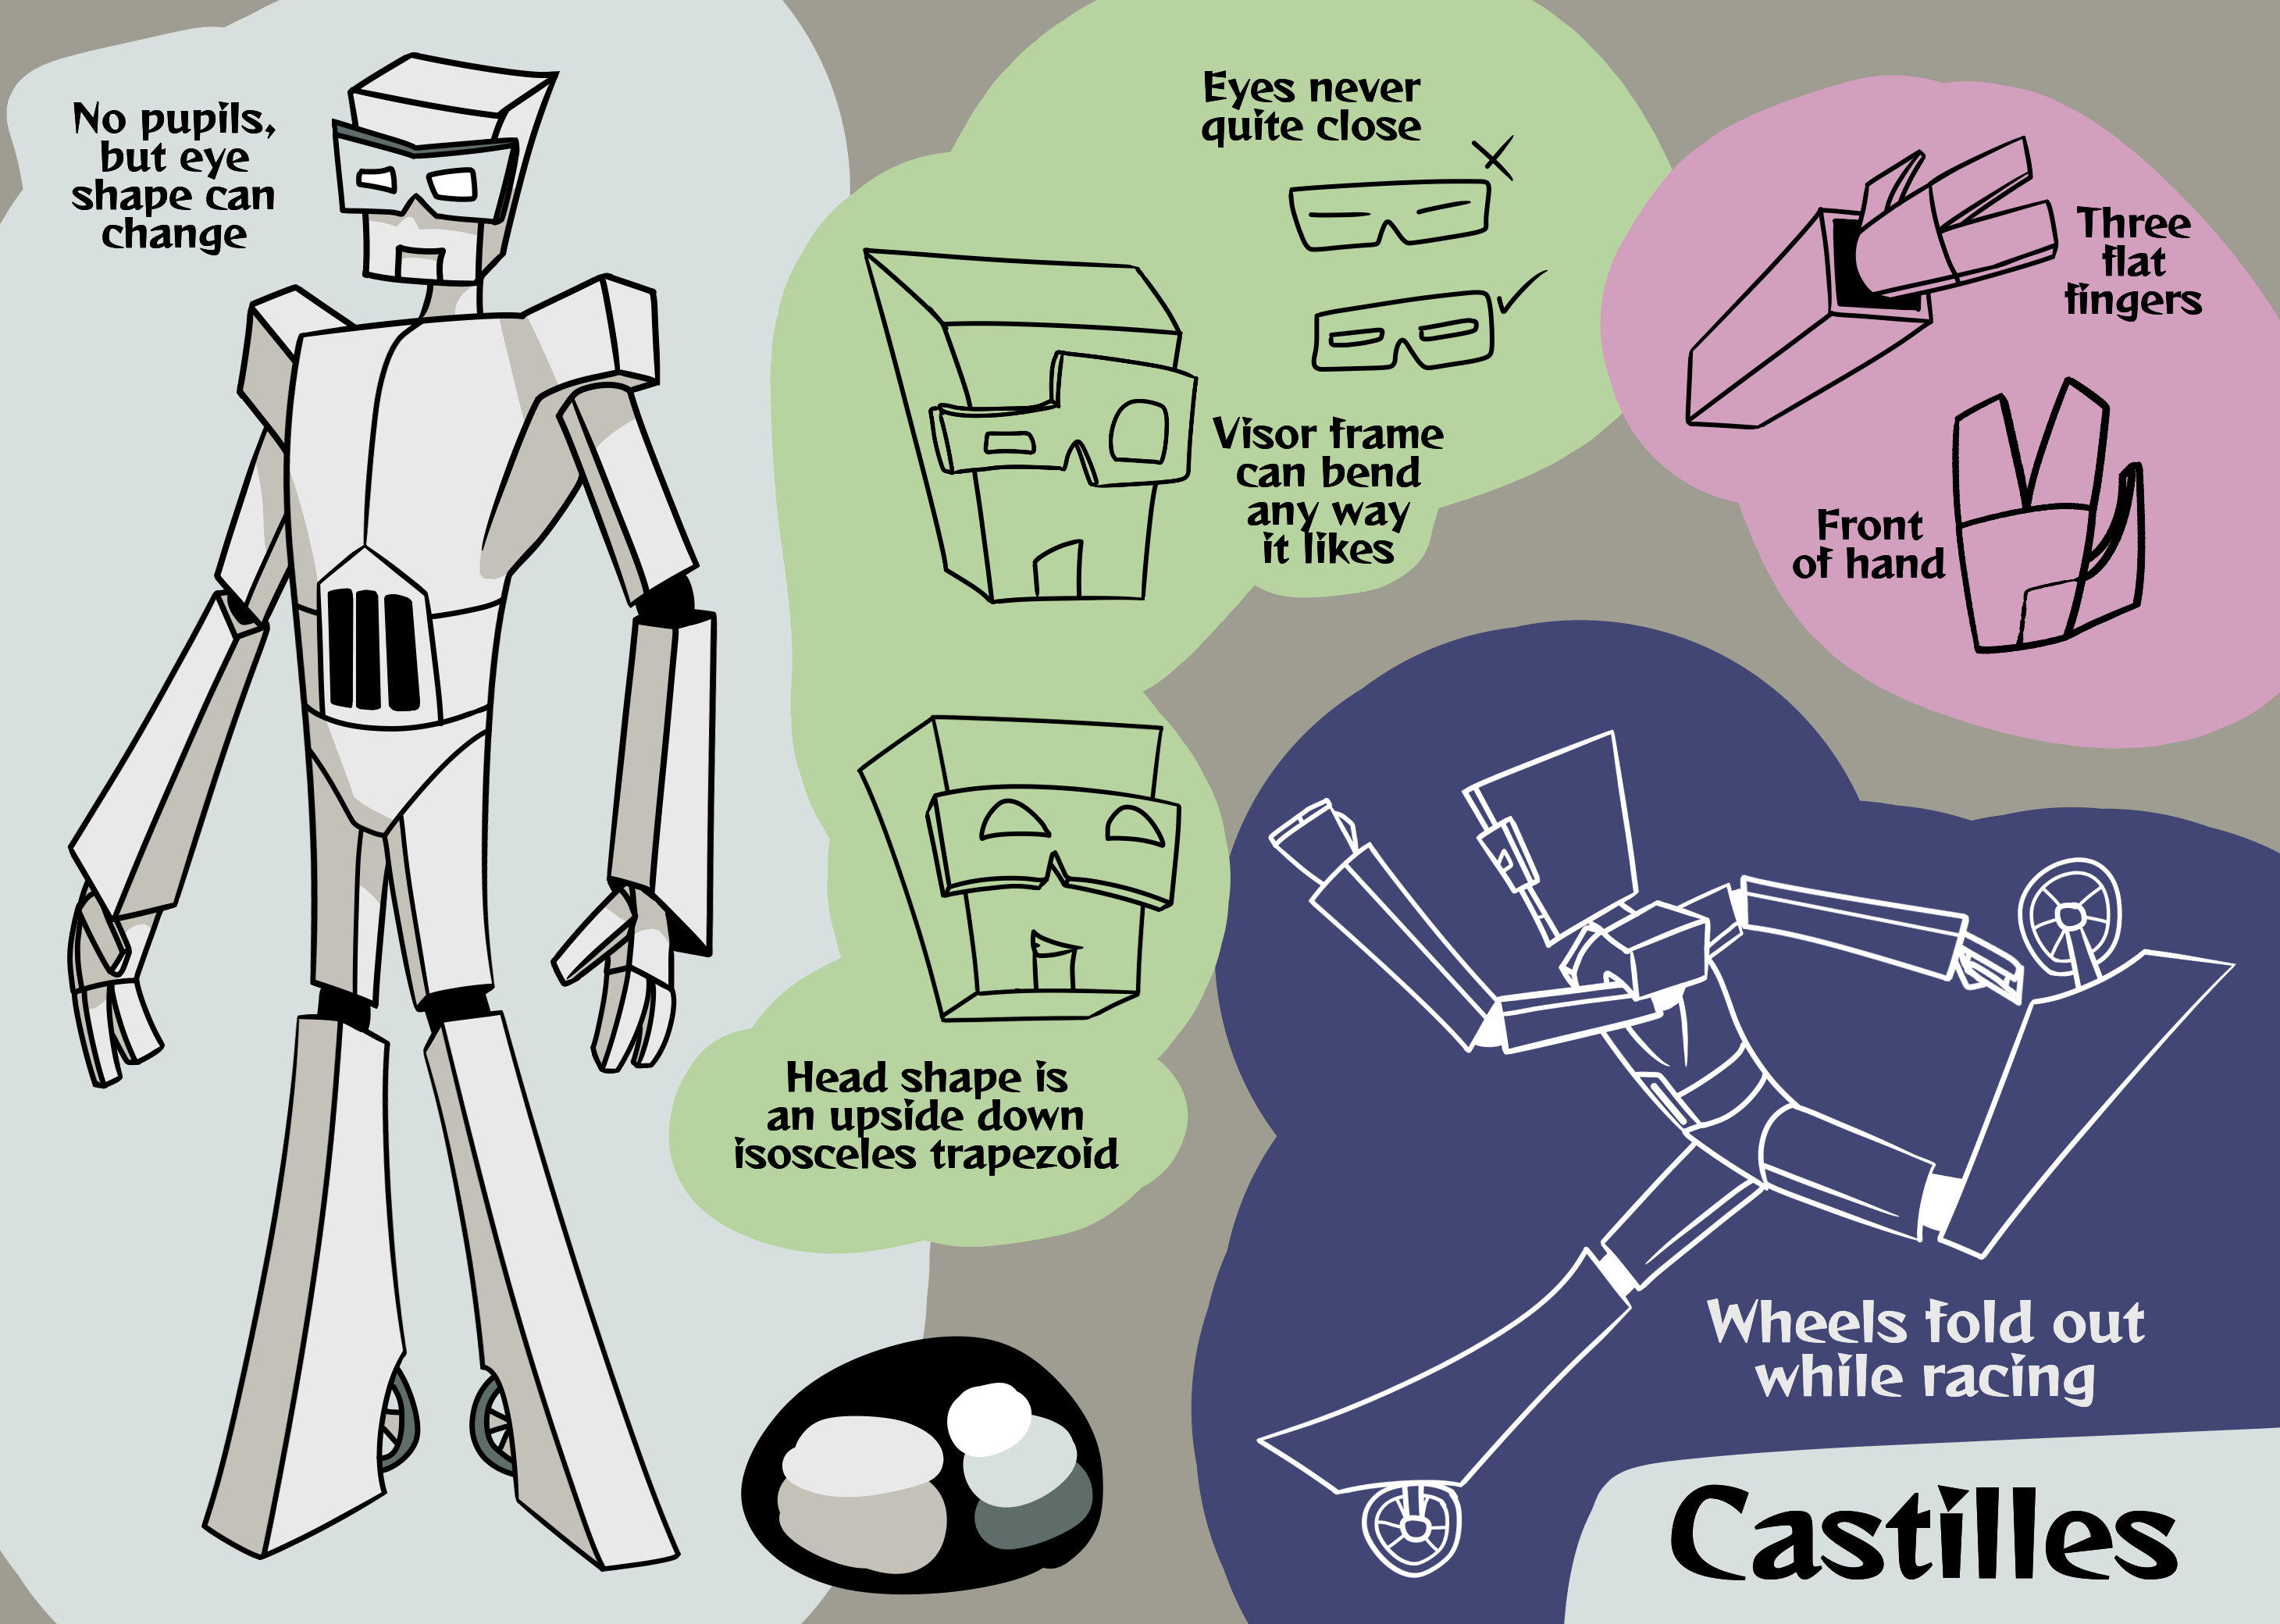 No pupils,
but eye
shape can
change
Eyes never
quite close
Visor frame
can bend
any way
it likes
Three
flat
fingers
Front
of hand
Head shape is
an upside down
isosceles trapezoid
Wheels fold out
while racing
Castilles